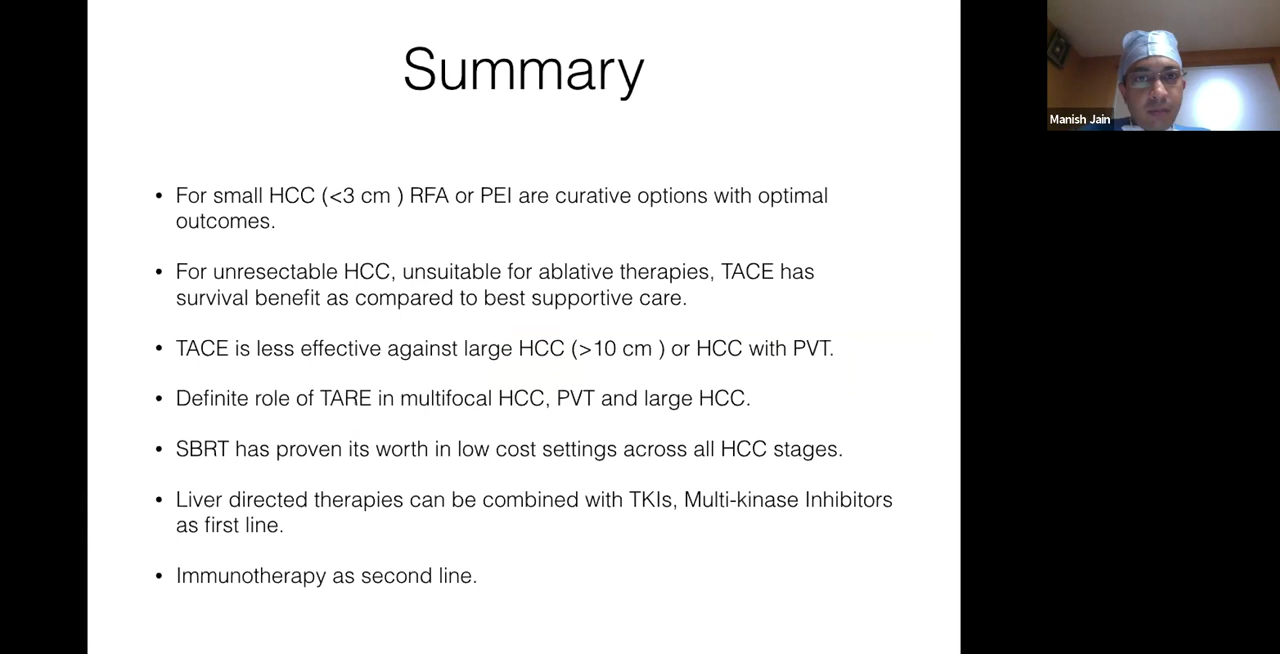 Summary
• For small HCC (<3 cm ) RFA or PEI are curative options with optimal
outcomes.
• For unresectable HCC, unsuitable for ablative therapies, TACE has
survival benefit as compared to best supportive care.
• TACE is less effective against large HCC (>10 cm ) or HCC with PVT.
• Definite role of TARE in multifocal HCC, PVT and large HCC.
• SBRT has proven its worth in low cost settings across all HCC stages.
• Liver directed therapies can be combined with TKIs, Multi-kinase Inhibitors
as first line.
• Immunotherapy as second line.
Manish Jain